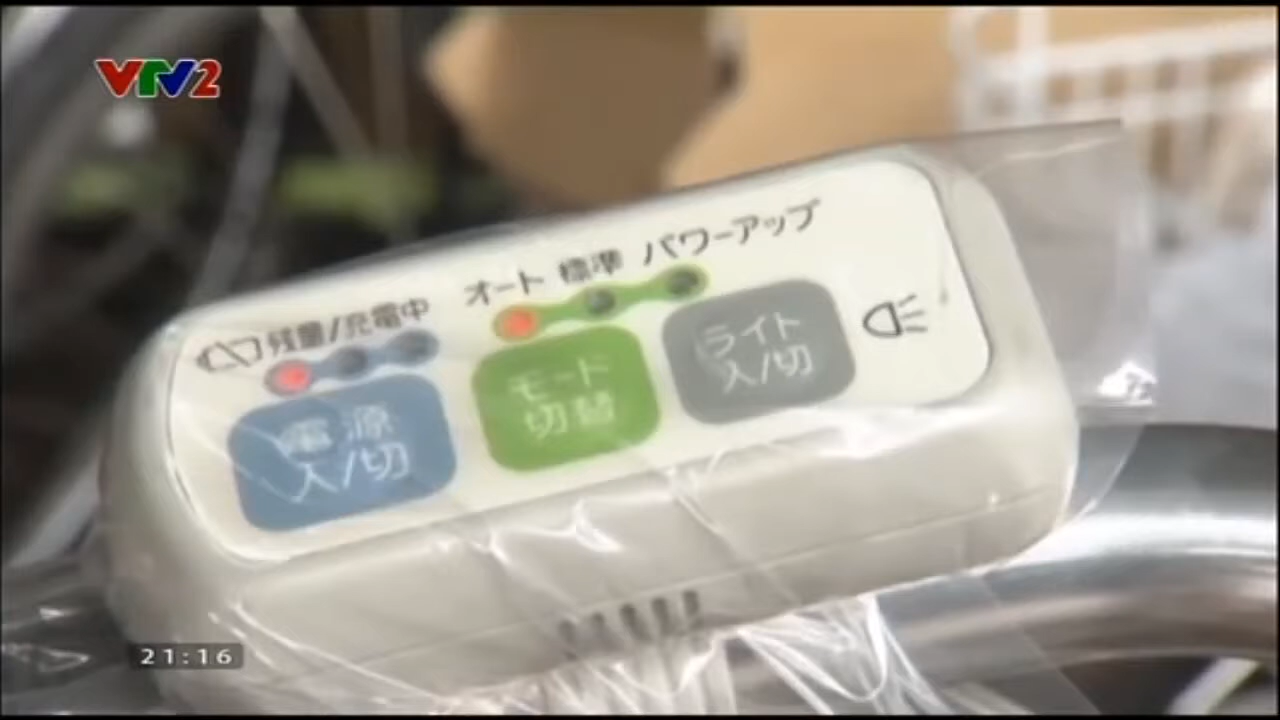 VTV2
残量/充電中
オート 標準 パワーアップ
電源
入/切
モード
切替
ライト
入/切
21:16